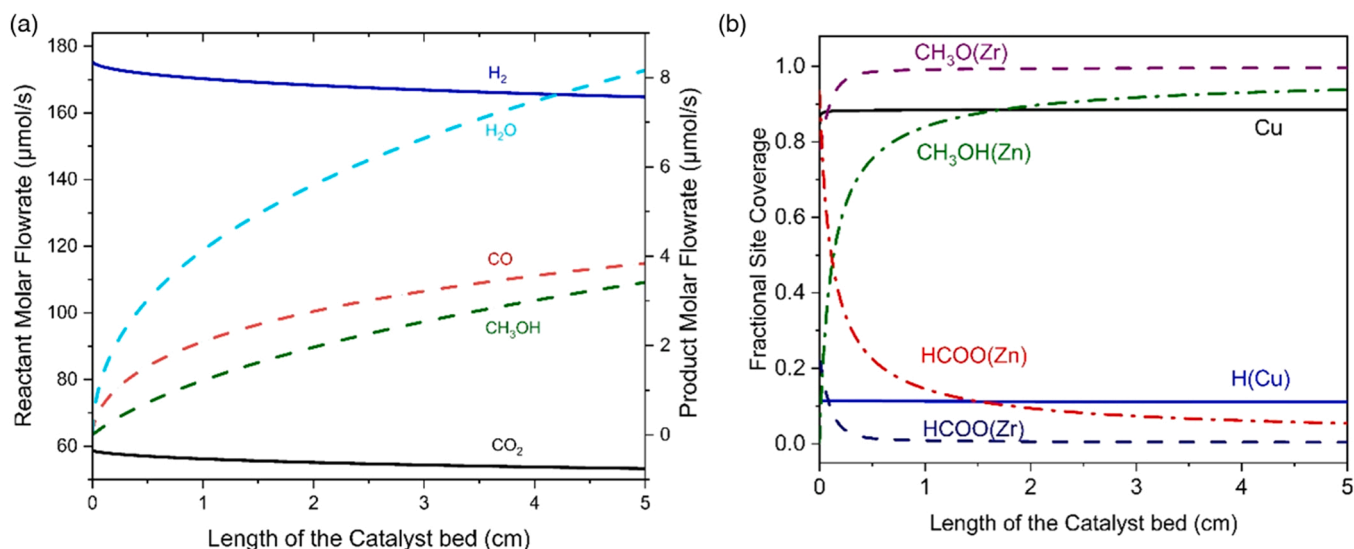 (a)
180
160
140
120
100
80
60
Reactant Molar Flowrate (μmol/s)
H₂
H₂O
CO
CH₃OH
CO₂
8
6
4
2
0
Product Molar Flowrate (μmol/s)
0 1 2 3 4 5
Length of the Catalyst bed (cm)
(b)
1.0
0.8
0.6
0.4
0.2
0.0
Fractional Site Coverage
CH₃O(Zr)
Cu
CH₃OH(Zn)
HCOO(Zn)
H(Cu)
HCOO(Zr)
0 1 2 3 4 5
Length of the Catalyst bed (cm)